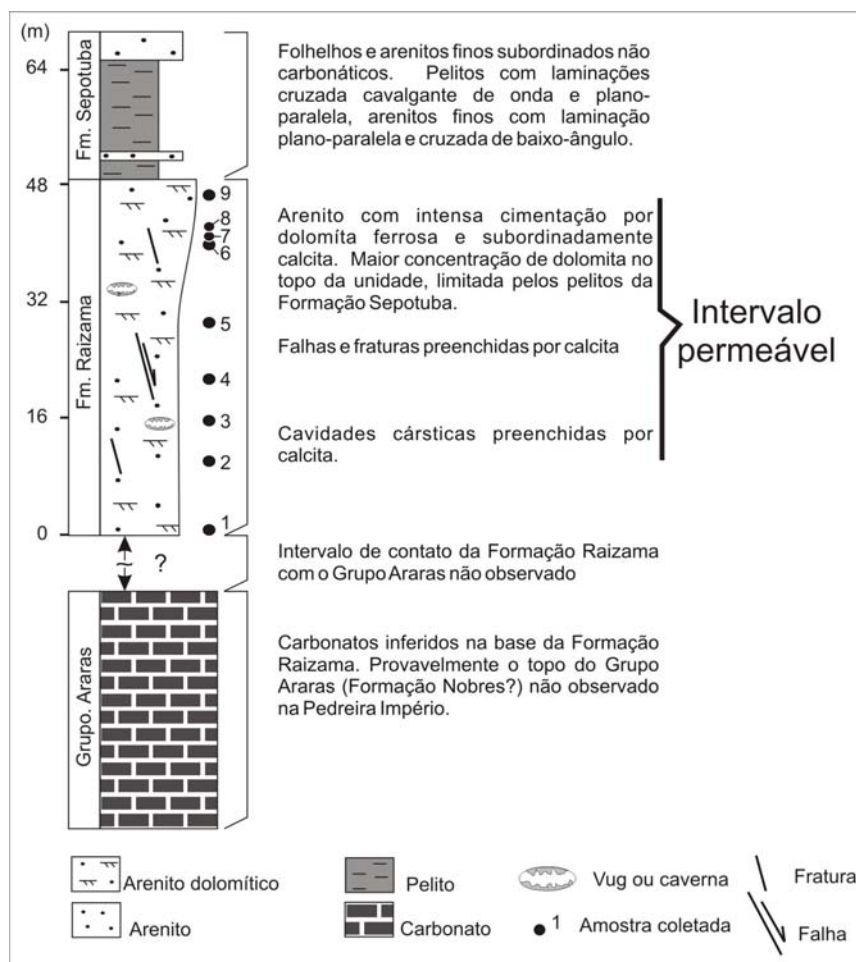 (m)
64
48
32
16
0
Fm. Sepotuba
Fm. Raizama
Grupo. Araras
9
8
7
6
5
4
3
2
1
~ ?
Folhelhos e arenitos finos subordinados não
carbonáticos. Pelitos com laminações
cruzada cavalgante de onda e plano-
paralela, arenitos finos com laminação
plano-paralela e cruzada de baixo-ângulo.
Arenito com intensa cimentação por
dolomíta ferrosa e subordinadamente
calcita. Maior concentração de dolomita no
topo da unidade, limitada pelos pelitos da
Formação Sepotuba.
Falhas e fraturas preenchidas por calcita
Cavidades cársticas preenchidas por
calcita.
Intervalo
permeável
Intervalo de contato da Formação Raizama
com o Grupo Araras não observado
Carbonatos inferidos na base da Formação
Raizama. Provavelmente o topo do Grupo
Araras (Formação Nobres?) não observado
na Pedreira Império.
Arenito dolomítico
Pelito
Vug ou caverna
Fratura
Arenito
Carbonato
1 Amostra coletada
Falha